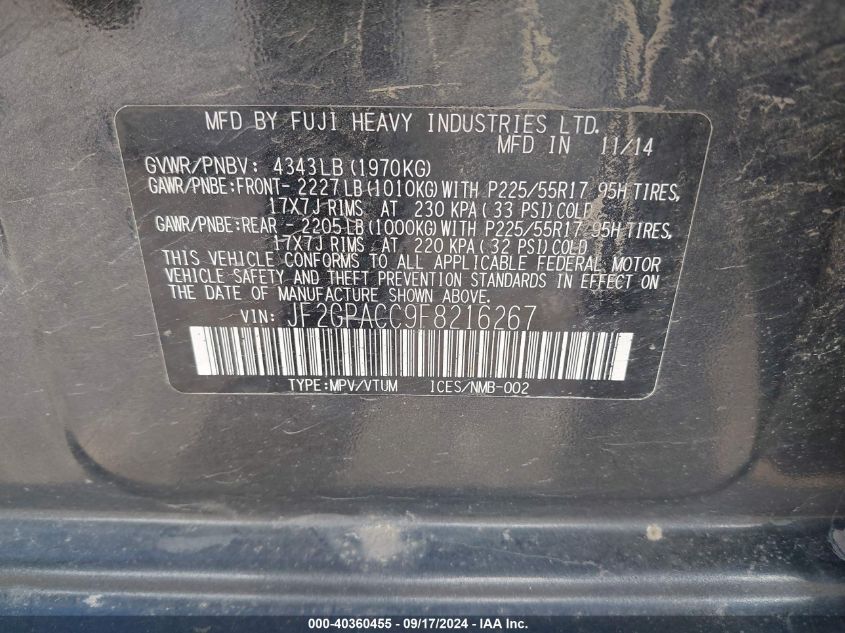 MFD BY FUJI HEAVY INDUSTRIES LTD.
MFD IN 11/14
GVWR/PNBV: 4343LB(1970KG)
GAWR/PNBE:FRONT- 2227LB(1010KG)WITH P225/55R17 95H TIRES,
17X7J RIMS AT 230 KPA(33 PSI)COLD
GAWR/PNBE:REAR - 2205LB(1000KG)WITH P225/55R17 95H TIRES,
17X7J RIMS AT 220 KPA(32 PSI)COLD
THIS VEHICLE CONFORMS TO ALL APPLICABLE FEDERAL MOTOR
VEHICLE SAFETY AND THEFT PREVENTION STANDARDS IN EFFECT ON
THE DATE OF MANUFACTURE SHOWN ABOVE.
VIN: JF2GPACC9F8216267
TYPE:MPV/VTUM ICES/NMB-002
000-40360455 - 09/17/2024 - IAA Inc.